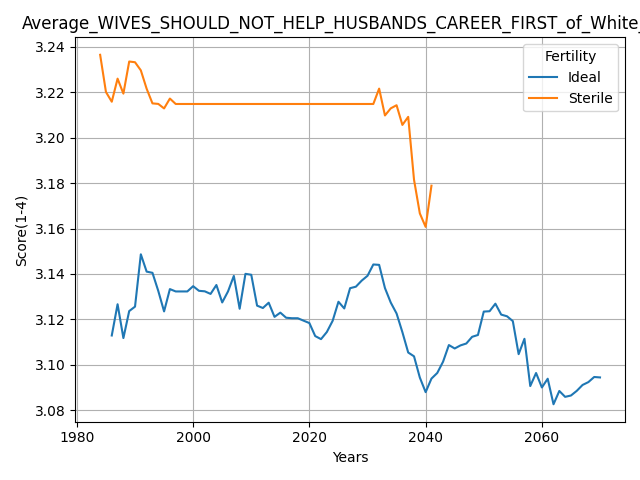 Average_WIVES_SHOULD_NOT_HELP_HUSBANDS_CAREER_FIRST_of_White_
3.24
3.22
3.20
3.18
3.16
3.14
3.12
3.10
3.08
Score(1-4)
Fertility
Ideal
Sterile
1980 2000 2020 2040 2060
Years